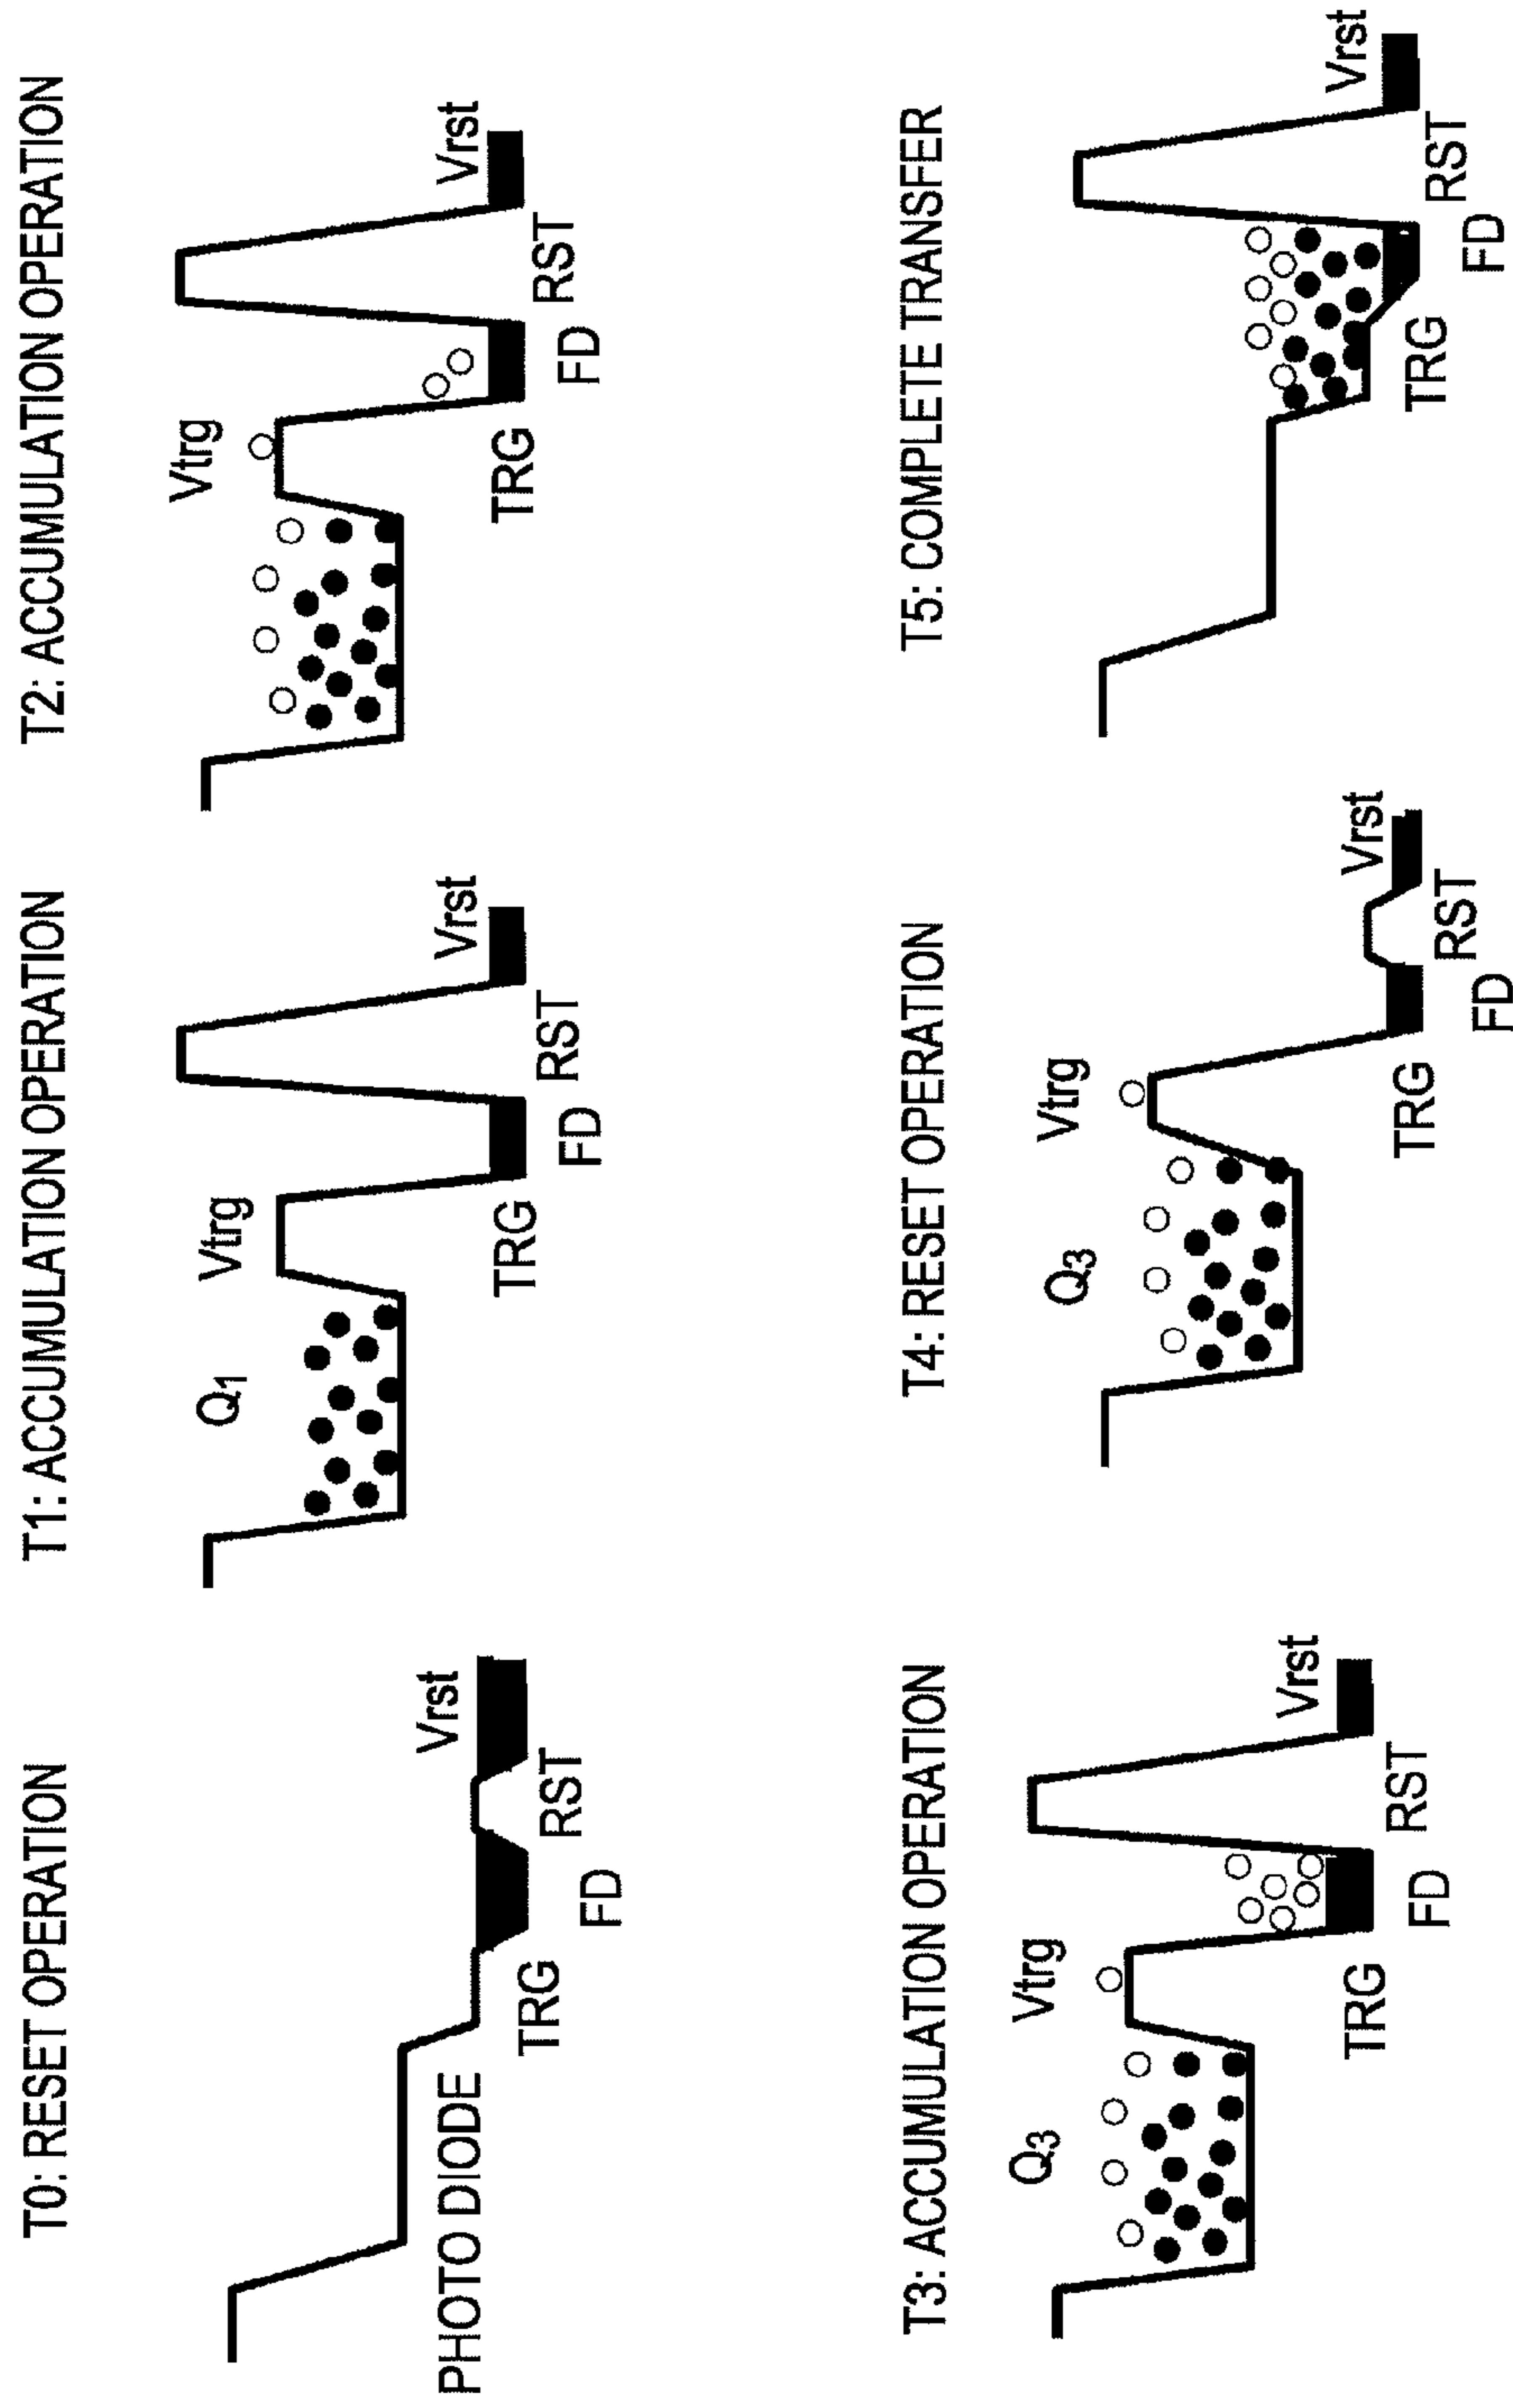 T0: RESET OPERATION
Vrst
PHOTO DIODE
TRG
RST
FD
T1: ACCUMULATION OPERATION
Q1
Vtrg
Vrst
TRG
RST
FD
T2: ACCUMULATION OPERATION
Vtrg
Vrst
TRG
RST
FD
T3: ACCUMULATION OPERATION
Q3
Vtrg
Vrst
TRG
RST
FD
T4: RESET OPERATION
Q3
Vtrg
Vrst
TRG
RST
FD
T5: COMPLETE TRANSFER
Vrst
TRG
RST
FD